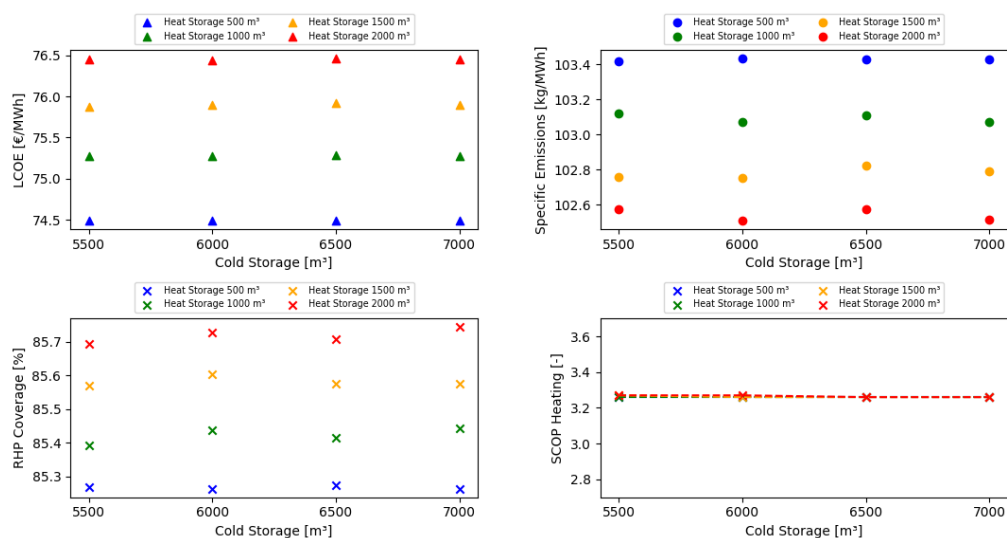 Heat Storage 500 m³ Heat Storage 1500 m³
Heat Storage 1000 m³ Heat Storage 2000 m³
76.5
76.0
75.5
75.0
74.5
LCOE [€/MWh]
5500 6000 6500 7000
Cold Storage [m³]
Heat Storage 500 m³ Heat Storage 1500 m³
Heat Storage 1000 m³ Heat Storage 2000 m³
103.4
103.2
103.0
102.8
102.6
Specific Emissions [kg/MWh]
5500 6000 6500 7000
Cold Storage [m³]
Heat Storage 500 m³ Heat Storage 1500 m³
Heat Storage 1000 m³ Heat Storage 2000 m³
85.7
85.6
85.5
85.4
85.3
RHP Coverage [%]
5500 6000 6500 7000
Cold Storage [m³]
Heat Storage 500 m³ Heat Storage 1500 m³
Heat Storage 1000 m³ Heat Storage 2000 m³
3.6
3.4
3.2
3.0
2.8
SCOP Heating [-]
5500 6000 6500 7000
Cold Storage [m³]